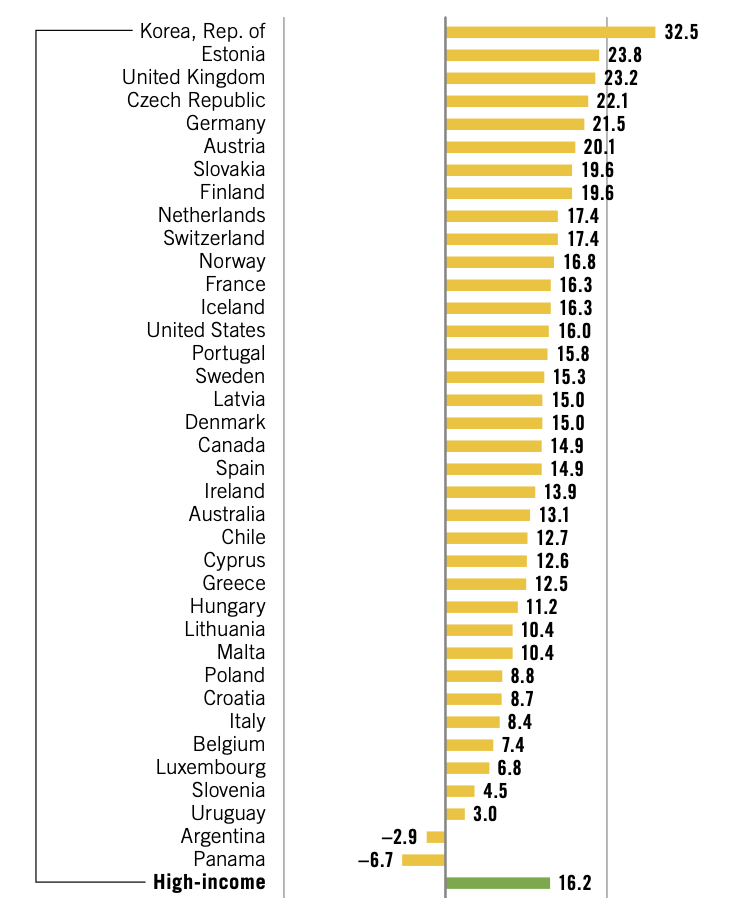 Korea, Rep. of 32.5
Estonia 23.8
United Kingdom 23.2
Czech Republic 22.1
Germany 21.5
Austria 20.1
Slovakia 19.6
Finland 19.6
Netherlands 17.4
Switzerland 17.4
Norway 16.8
France 16.3
Iceland 16.3
United States 16.0
Portugal 15.8
Sweden 15.3
Latvia 15.0
Denmark 15.0
Canada 14.9
Spain 14.9
Ireland 13.9
Australia 13.1
Chile 12.7
Cyprus 12.6
Greece 12.5
Hungary 11.2
Lithuania 10.4
Malta 10.4
Poland 8.8
Croatia 8.7
Italy 8.4
Belgium 7.4
Luxembourg 6.8
Slovenia 4.5
Uruguay 3.0
Argentina –2.9
Panama –6.7
High-income 16.2